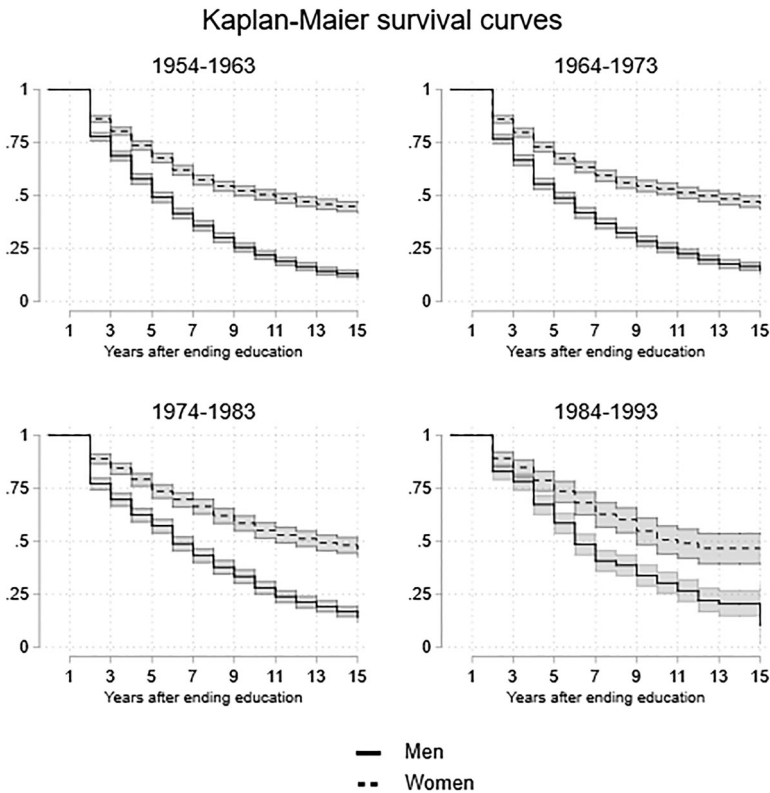 Kaplan-Maier survival curves
1954-1963
1
.75
.5
.25
0
1 3 5 7 9 11 13 15
Years after ending education
1964-1973
1
.75
.5
.25
0
1 3 5 7 9 11 13 15
Years after ending education
1974-1983
1
.75
.5
.25
0
1 3 5 7 9 11 13 15
Years after ending education
1984-1993
1
.75
.5
.25
0
1 3 5 7 9 11 13 15
Years after ending education
Men
Women